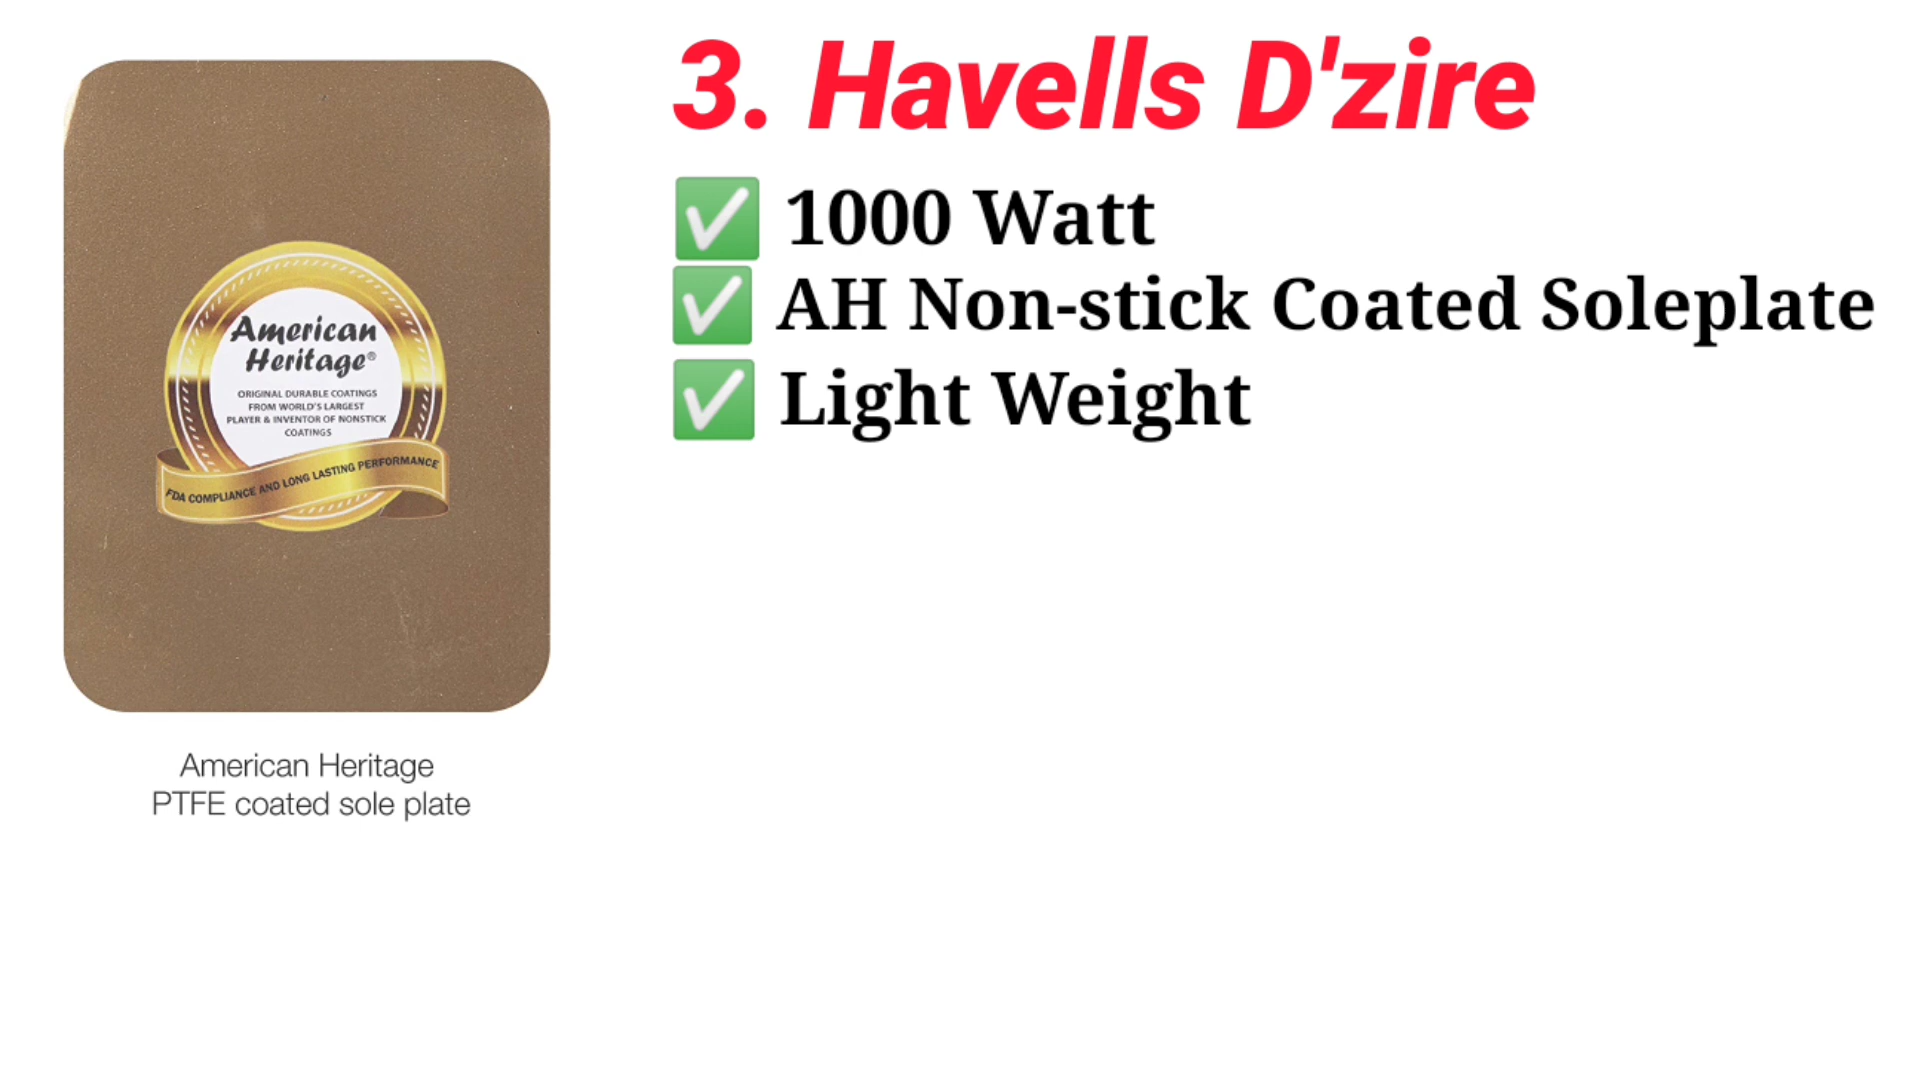 3. Havells D'zire
✅ 1000 Watt
✅ AH Non-stick Coated Soleplate
✅ Light Weight
American
Heritage®
ORIGINAL DURABLE COATINGS
FROM WORLD'S LARGEST
PLAYER & INVENTOR OF NONSTICK
COATINGS
FDA COMPLIANCE AND LONG LASTING PERFORMANCE
American Heritage
PTFE coated sole plate